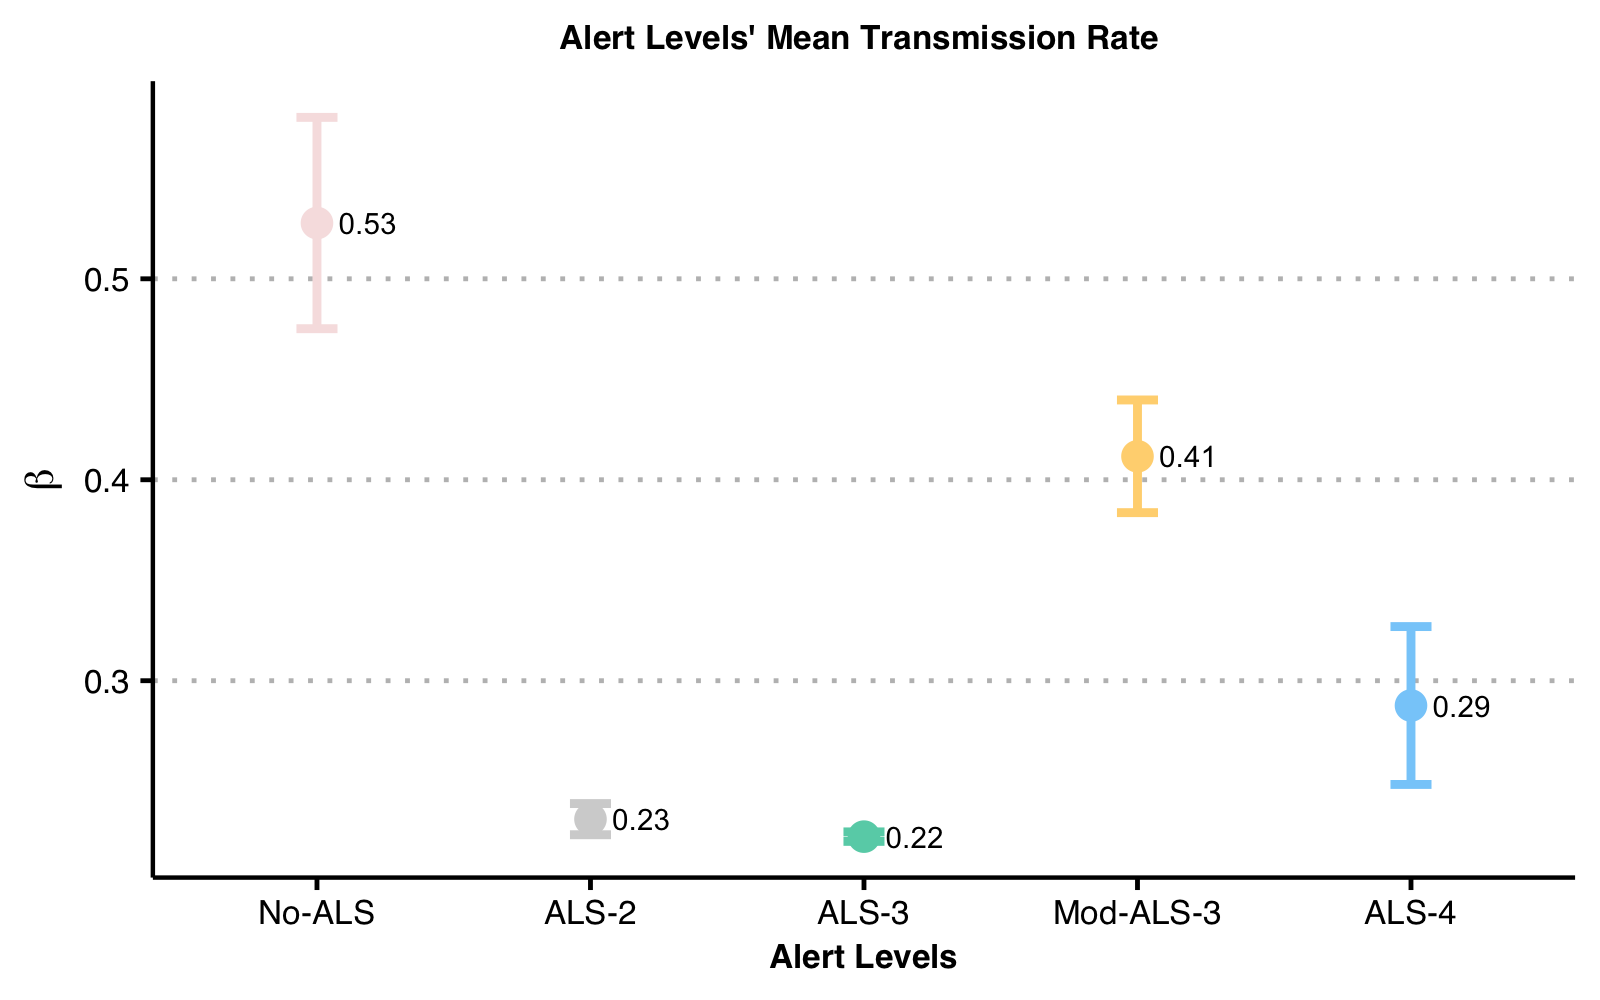 Alert Levels' Mean Transmission Rate
0.53
0.5
0.41
0.4
β
0.3
0.29
0.23
0.22
No-ALS ALS-2 ALS-3 Mod-ALS-3 ALS-4
Alert Levels